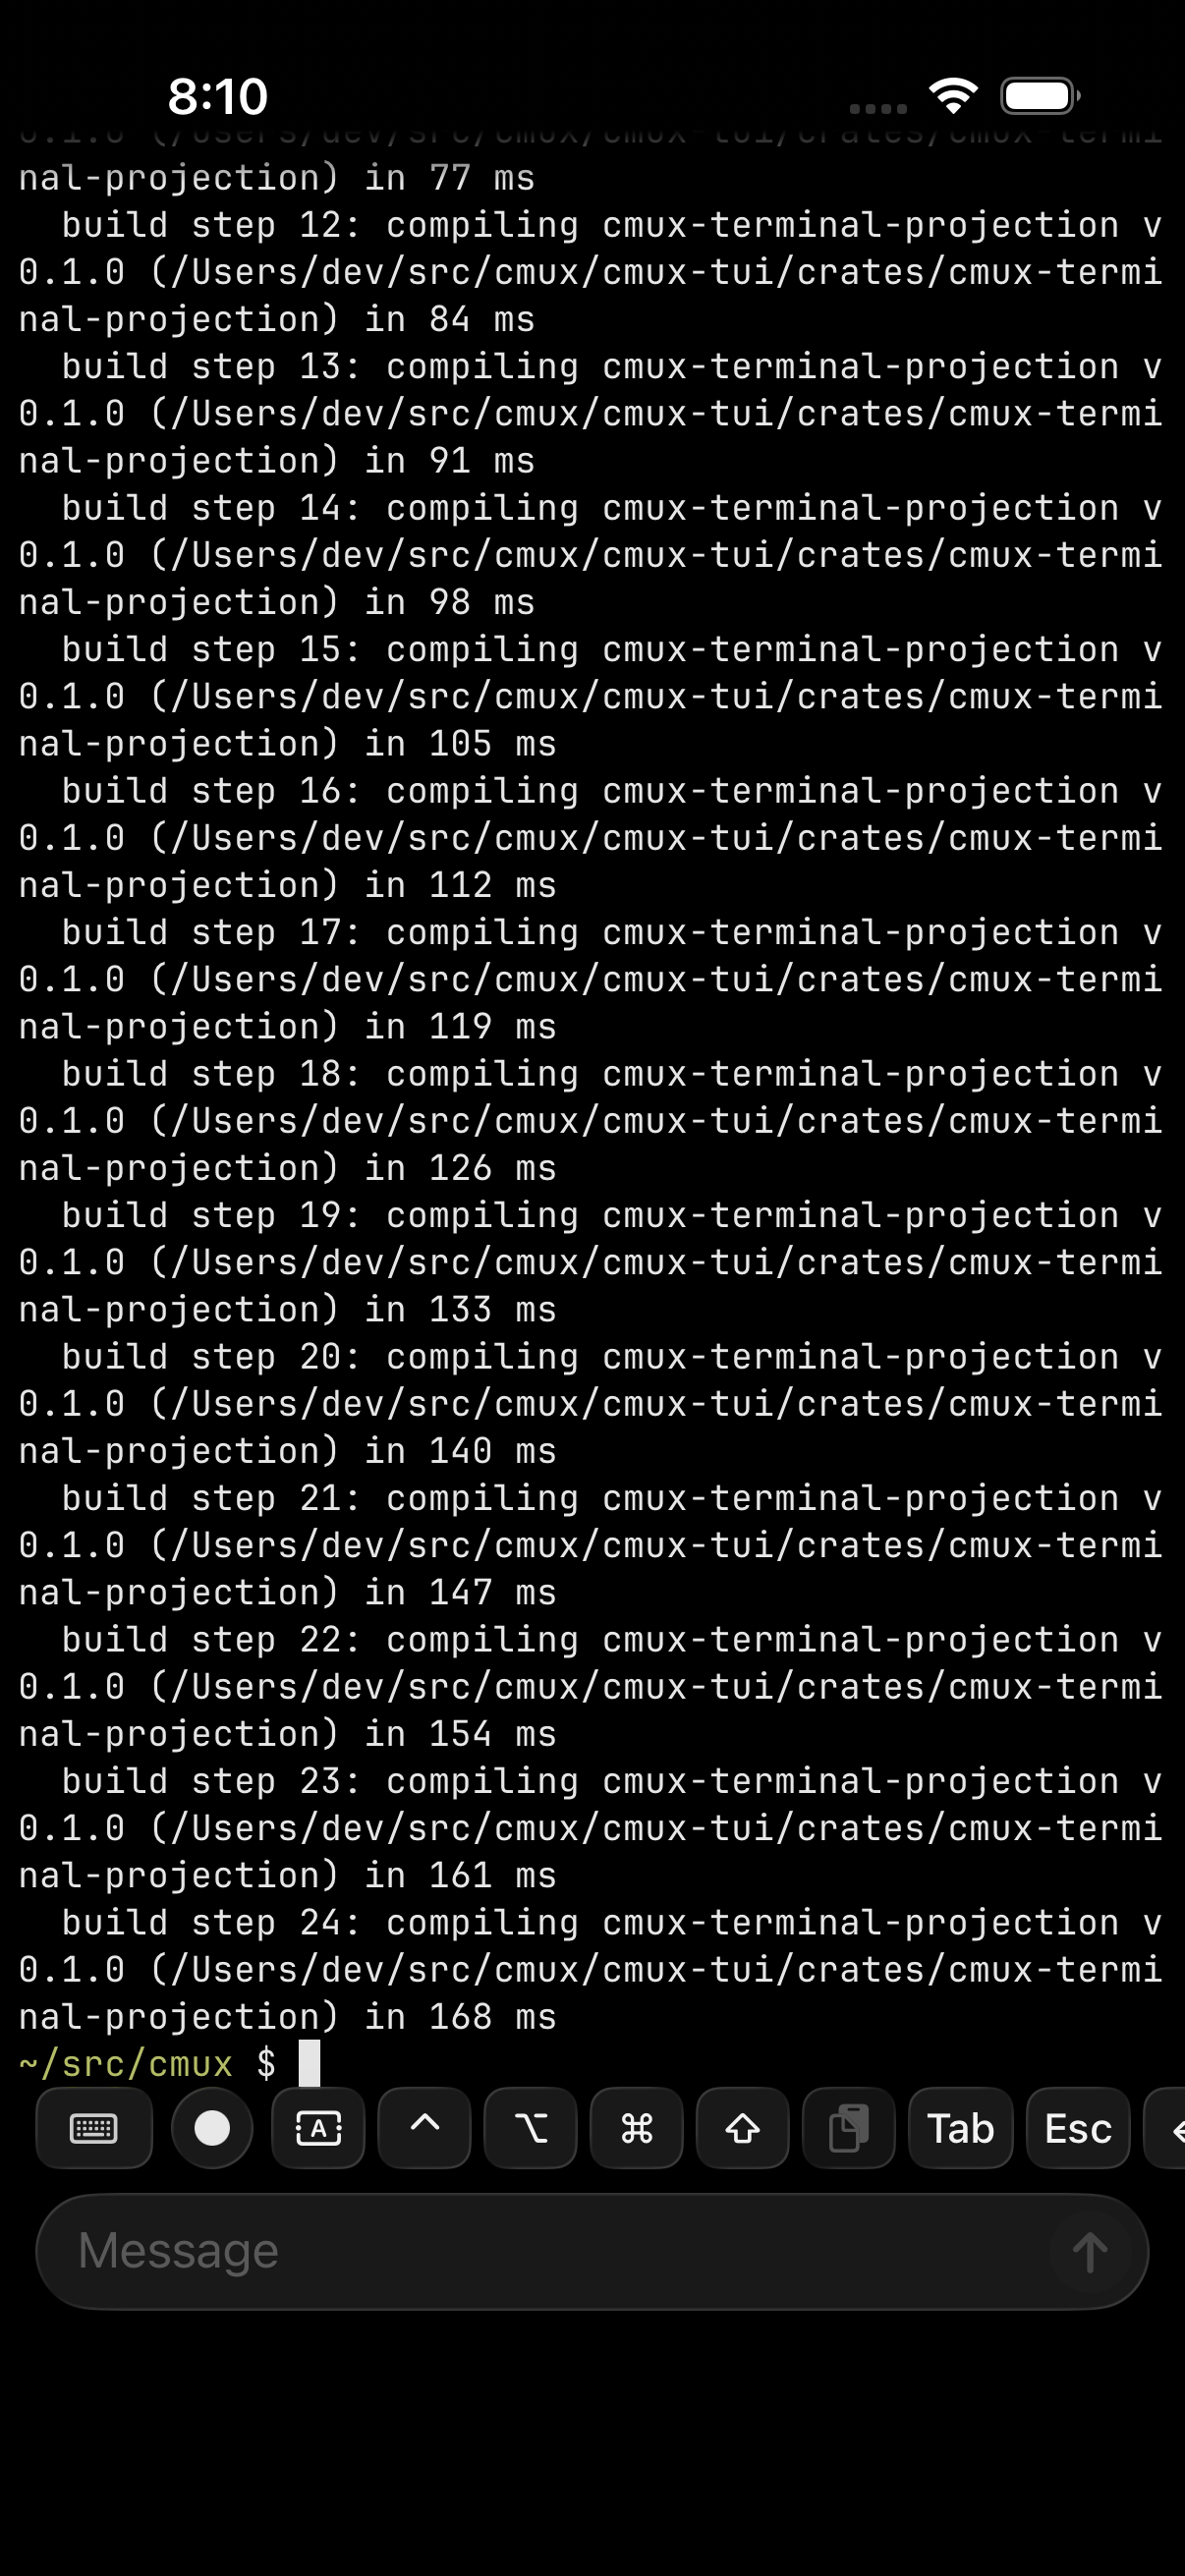 8:10
0.1.0 (/Users/dev/src/cmux/cmux-tui/crates/cmux-termi
nal-projection) in 77 ms
  build step 12: compiling cmux-terminal-projection v
0.1.0 (/Users/dev/src/cmux/cmux-tui/crates/cmux-termi
nal-projection) in 84 ms
  build step 13: compiling cmux-terminal-projection v
0.1.0 (/Users/dev/src/cmux/cmux-tui/crates/cmux-termi
nal-projection) in 91 ms
  build step 14: compiling cmux-terminal-projection v
0.1.0 (/Users/dev/src/cmux/cmux-tui/crates/cmux-termi
nal-projection) in 98 ms
  build step 15: compiling cmux-terminal-projection v
0.1.0 (/Users/dev/src/cmux/cmux-tui/crates/cmux-termi
nal-projection) in 105 ms
  build step 16: compiling cmux-terminal-projection v
0.1.0 (/Users/dev/src/cmux/cmux-tui/crates/cmux-termi
nal-projection) in 112 ms
  build step 17: compiling cmux-terminal-projection v
0.1.0 (/Users/dev/src/cmux/cmux-tui/crates/cmux-termi
nal-projection) in 119 ms
  build step 18: compiling cmux-terminal-projection v
0.1.0 (/Users/dev/src/cmux/cmux-tui/crates/cmux-termi
nal-projection) in 126 ms
  build step 19: compiling cmux-terminal-projection v
0.1.0 (/Users/dev/src/cmux/cmux-tui/crates/cmux-termi
nal-projection) in 133 ms
  build step 20: compiling cmux-terminal-projection v
0.1.0 (/Users/dev/src/cmux/cmux-tui/crates/cmux-termi
nal-projection) in 140 ms
  build step 21: compiling cmux-terminal-projection v
0.1.0 (/Users/dev/src/cmux/cmux-tui/crates/cmux-termi
nal-projection) in 147 ms
  build step 22: compiling cmux-terminal-projection v
0.1.0 (/Users/dev/src/cmux/cmux-tui/crates/cmux-termi
nal-projection) in 154 ms
  build step 23: compiling cmux-terminal-projection v
0.1.0 (/Users/dev/src/cmux/cmux-tui/crates/cmux-termi
nal-projection) in 161 ms
  build step 24: compiling cmux-terminal-projection v
0.1.0 (/Users/dev/src/cmux/cmux-tui/crates/cmux-termi
nal-projection) in 168 ms
~/src/cmux $
A ^ ⌥ ⌘ ⇧ Tab Esc
Message